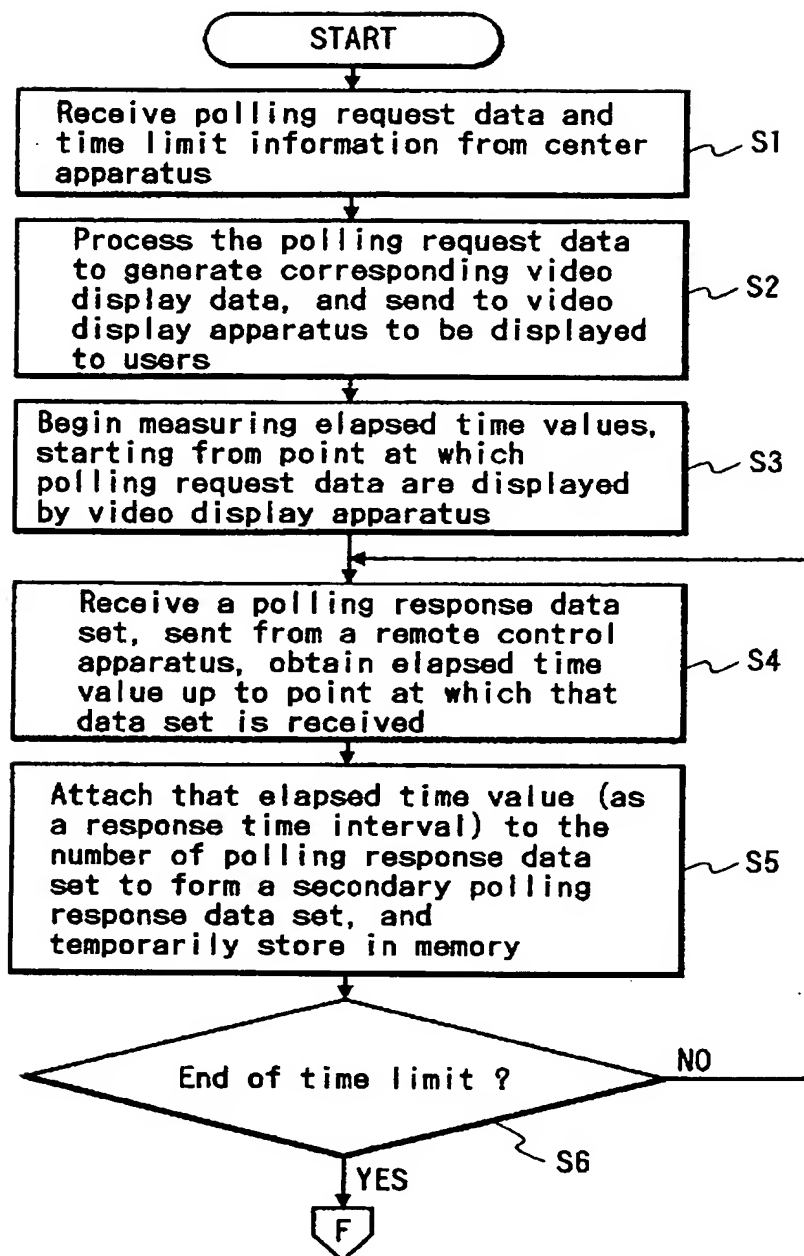 START
Receive polling request data and
time limit information from center
apparatus
S1
Process the polling request data
to generate corresponding video
display data, and send to video
display apparatus to be displayed
to users
S2
Begin measuring elapsed time values,
starting from point at which
polling request data are displayed
by video display apparatus
S3
Receive a polling response data
set, sent from a remote control
apparatus, obtain elapsed time
value up to point at which that
data set is received
S4
Attach that elapsed time value (as
a response time interval) to the
number of polling response data
set to form a secondary polling
response data set, and
temporarily store in memory
S5
End of time limit ?
NO
S6
YES
F